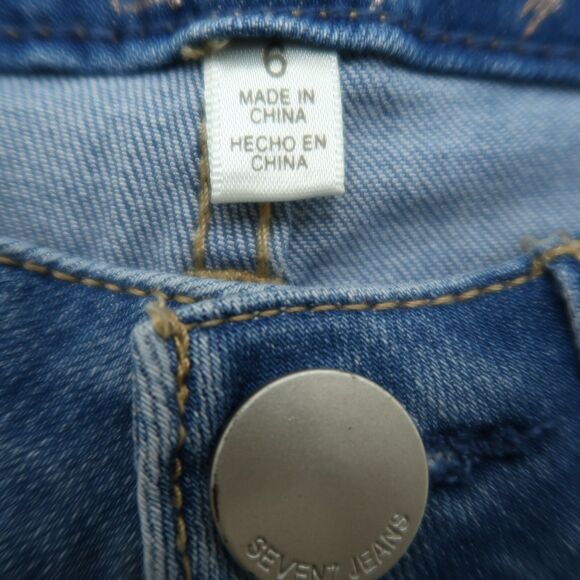 6
MADE IN
CHINA
HECHO EN
CHINA
SEVEN7 JEANS